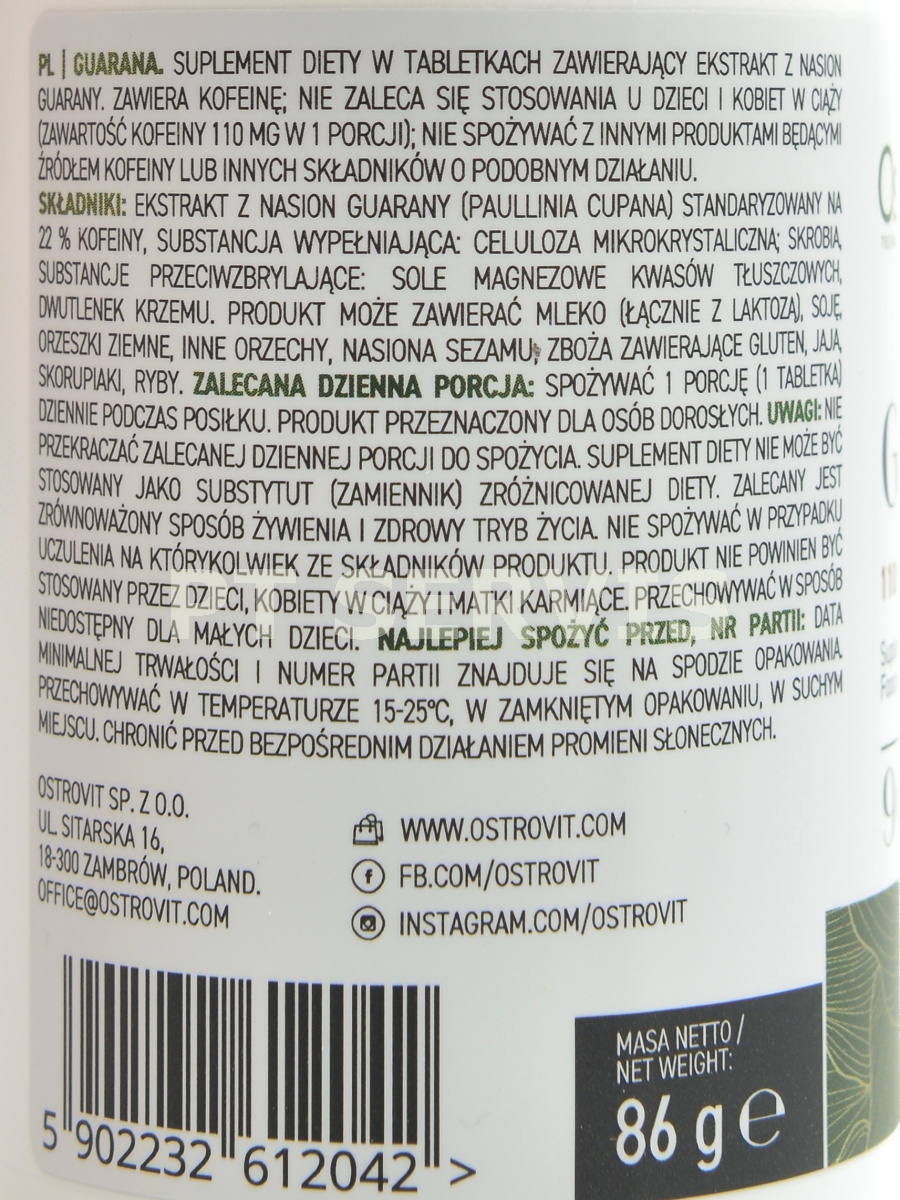 PL | GUARANA. SUPLEMENT DIETY W TABLETKACH ZAWIERAJĄCY EKSTRAKT Z NASION
GUARANY. ZAWIERA KOFEINĘ; NIE ZALECA SIĘ STOSOWANIA U DZIECI I KOBIET W CIĄŻY
(ZAWARTOŚĆ KOFEINY 110 MG W 1 PORCJI); NIE SPOŻYWAĆ Z INNYMI PRODUKTAMI BĘDĄCYMI
ŹRÓDŁEM KOFEINY LUB INNYCH SKŁADNIKÓW O PODOBNYM DZIAŁANIU.
SKŁADNIKI: EKSTRAKT Z NASION GUARANY (PAULLINIA CUPANA) STANDARYZOWANY NA
22 % KOFEINY, SUBSTANCJA WYPEŁNIAJĄCA: CELULOZA MIKROKRYSTALICZNA; SKROBIA,
SUBSTANCJE PRZECIWZBRYLAJĄCE: SOLE MAGNEZOWE KWASÓW TŁUSZCZOWYCH,
DWUTLENEK KRZEMU. PRODUKT MOŻE ZAWIERAĆ MLEKO (ŁĄCZNIE Z LAKTOZĄ), SOJĘ,
ORZESZKI ZIEMNE, INNE ORZECHY, NASIONA SEZAMU, ZBOŻA ZAWIERAJĄCE GLUTEN, JAJA,
SKORUPIAKI, RYBY. ZALECANA DZIENNA PORCJA: SPOŻYWAĆ 1 PORCJĘ (1 TABLETKA)
DZIENNIE PODCZAS POSIŁKU. PRODUKT PRZEZNACZONY DLA OSÓB DOROSŁYCH. UWAGI: NIE
PRZEKRACZAĆ ZALECANEJ DZIENNEJ PORCJI DO SPOŻYCIA. SUPLEMENT DIETY NIE MOŻE BYĆ
STOSOWANY JAKO SUBSTYTUT (ZAMIENNIK) ZRÓŻNICOWANEJ DIETY. ZALECANY JEST
ZRÓWNOWAŻONY SPOSÓB ŻYWIENIA I ZDROWY TRYB ŻYCIA. NIE SPOŻYWAĆ W PRZYPADKU
UCZULENIA NA KTÓRYKOLWIEK ZE SKŁADNIKÓW PRODUKTU. PRODUKT NIE POWINIEN BYĆ
STOSOWANY PRZEZ DZIECI, KOBIETY W CIĄŻY I MATKI KARMIĄCE. PRZECHOWYWAĆ W SPOSÓB
NIEDOSTĘPNY DLA MAŁYCH DZIECI. NAJLEPIEJ SPOŻYĆ PRZED, NR PARTII: DATA
MINIMALNEJ TRWAŁOŚCI I NUMER PARTII ZNAJDUJE SIĘ NA SPODZIE OPAKOWANIA.
PRZECHOWYWAĆ W TEMPERATURZE 15-25°C, W ZAMKNIĘTYM OPAKOWANIU, W SUCHYM
MIEJSCU. CHRONIĆ PRZED BEZPOŚREDNIM DZIAŁANIEM PROMIENI SŁONECZNYCH.
PT SERVIS
OSTROVIT SP. Z O.O.
UL. SITARSKA 16,
18-300 ZAMBRÓW, POLAND.
OFFICE@OSTROVIT.COM
WWW.OSTROVIT.COM
FB.COM/OSTROVIT
INSTAGRAM.COM/OSTROVIT
5 902232 612042 >
MASA NETTO /
NET WEIGHT:
86 g e